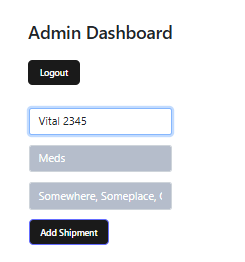 Admin Dashboard
Logout
Vital 2345
Meds
Somewhere, Someplace,
Add Shipment